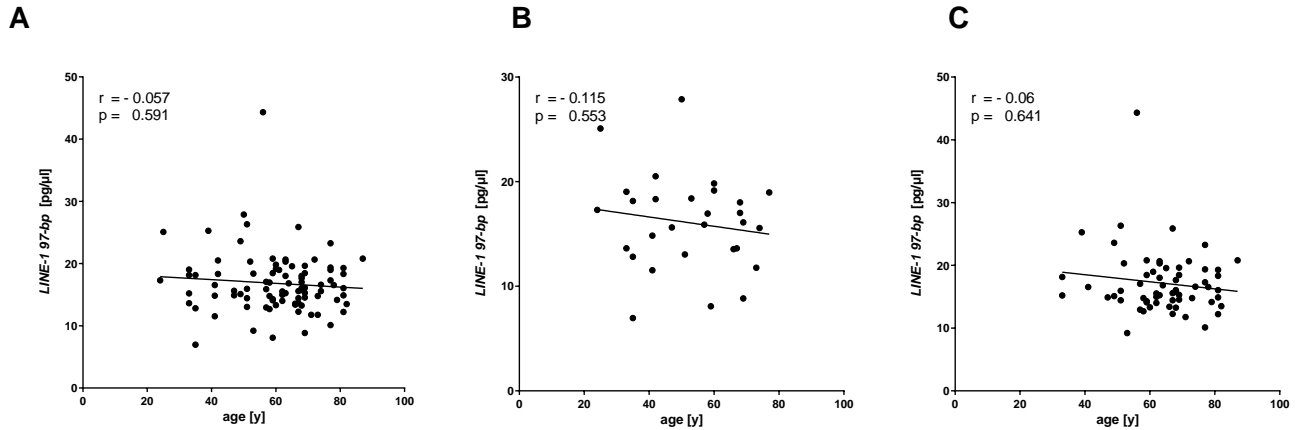 A
B
C
r = - 0.057
p = 0.591
50
40
30
20
10
0
LINE-1 97-bp [pg/µl]
0
20
40
60
80
100
age [y]
r = - 0.115
p = 0.553
30
20
10
0
LINE-1 97-bp [pg/µl]
0
20
40
60
80
100
age [y]
r = - 0.06
p = 0.641
50
40
30
20
10
0
LINE-1 97-bp [pg/µl]
0
20
40
60
80
100
age [y]